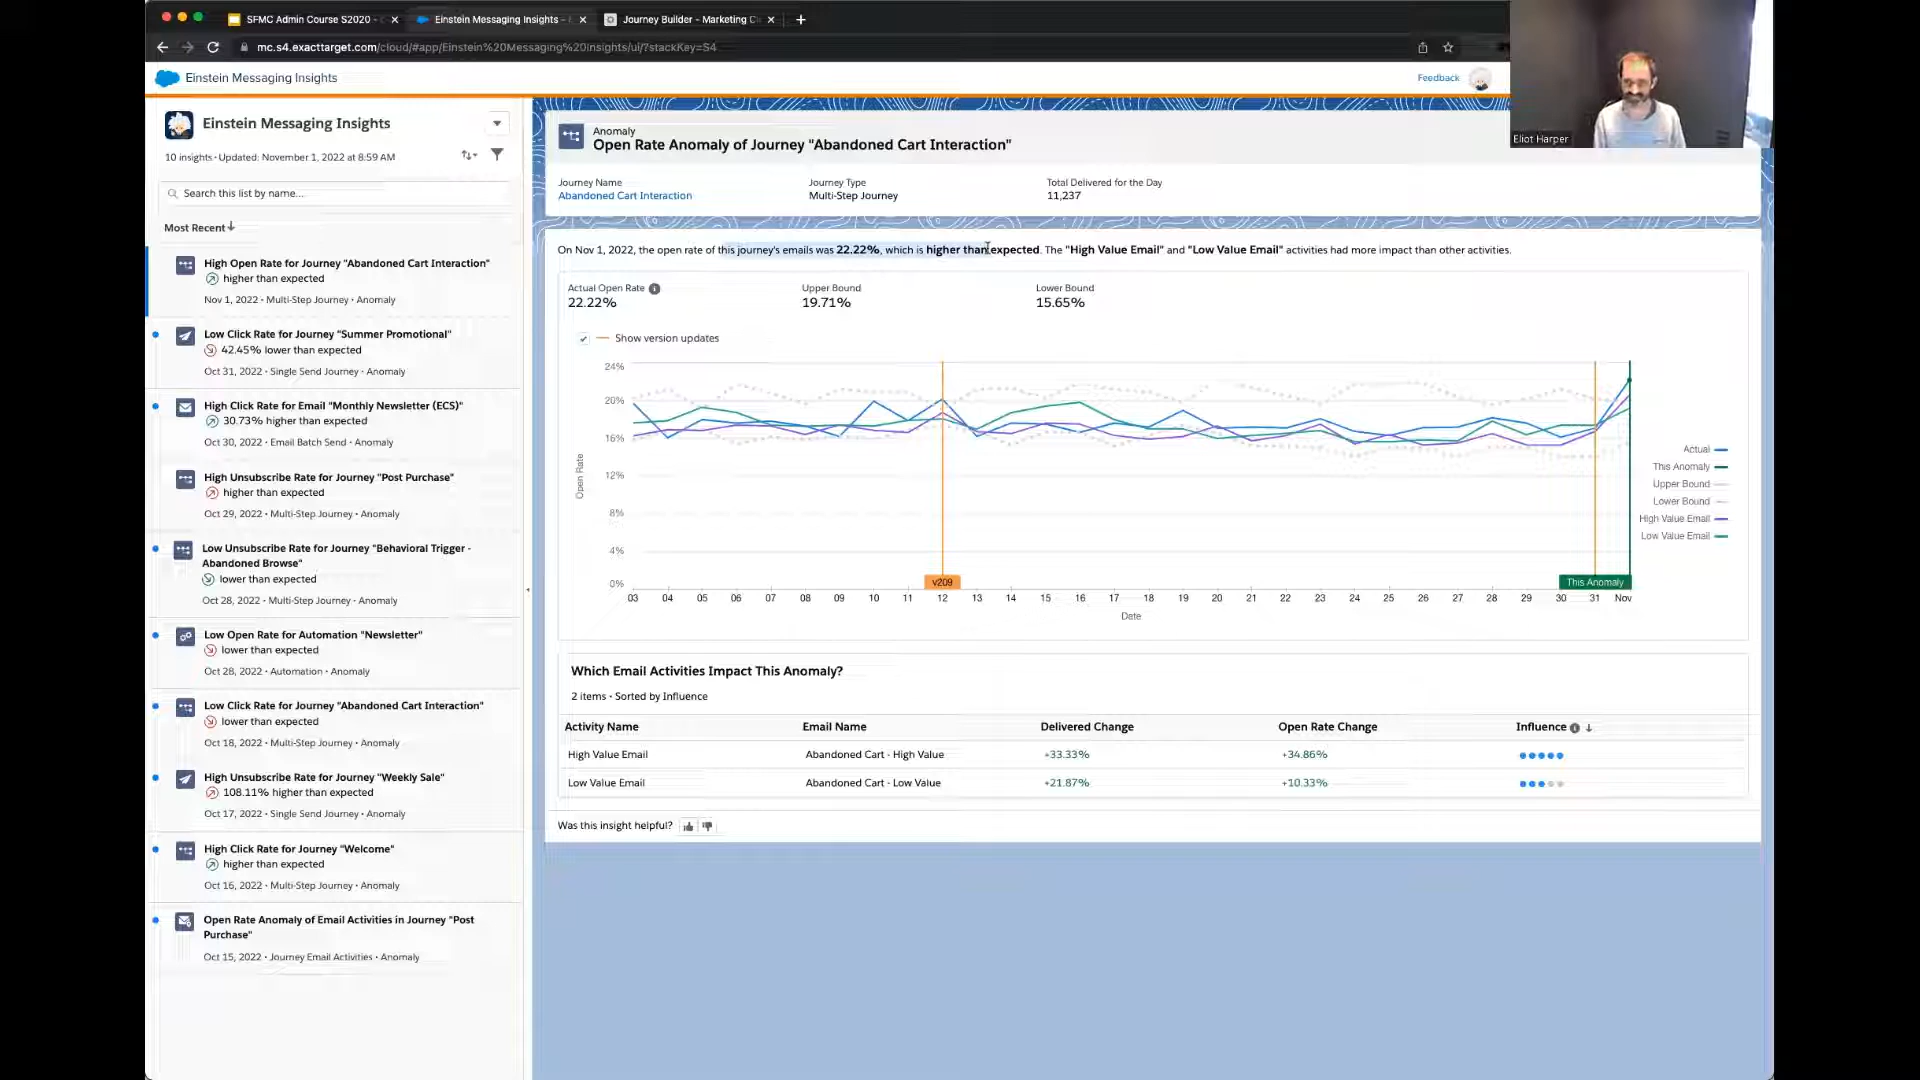 SFMC Admin Course S2020 -
Einstein Messaging Insights -
Journey Builder - Marketing Cl
mc.s4.exacttarget.com/cloud/#app/Einstein%20Messaging%20Insights/ui/?stackKey=S4
Einstein Messaging Insights
Feedback
Eliot Harper
Einstein Messaging Insights
10 insights • Updated: November 1, 2022 at 8:59 AM
Search this list by name...
Most Recent
High Open Rate for Journey "Abandoned Cart Interaction"
higher than expected
Nov 1, 2022 • Multi-Step Journey • Anomaly
Low Click Rate for Journey "Summer Promotional"
42.45% lower than expected
Oct 31, 2022 • Single Send Journey • Anomaly
High Click Rate for Email "Monthly Newsletter (ECS)"
30.73% higher than expected
Oct 30, 2022 • Email Batch Send • Anomaly
High Unsubscribe Rate for Journey "Post Purchase"
higher than expected
Oct 29, 2022 • Multi-Step Journey • Anomaly
Low Unsubscribe Rate for Journey "Behavioral Trigger -
Abandoned Browse"
lower than expected
Oct 28, 2022 • Multi-Step Journey • Anomaly
Low Open Rate for Automation "Newsletter"
lower than expected
Oct 28, 2022 • Automation • Anomaly
Low Click Rate for Journey "Abandoned Cart Interaction"
lower than expected
Oct 18, 2022 • Multi-Step Journey • Anomaly
High Unsubscribe Rate for Journey "Weekly Sale"
108.11% higher than expected
Oct 17, 2022 • Single Send Journey • Anomaly
High Click Rate for Journey "Welcome"
higher than expected
Oct 16, 2022 • Multi-Step Journey • Anomaly
Open Rate Anomaly of Email Activities in Journey "Post
Purchase"
Oct 15, 2022 • Journey Email Activities • Anomaly
Anomaly
Open Rate Anomaly of Journey "Abandoned Cart Interaction"
Journey Name Journey Type Total Delivered for the Day
Abandoned Cart Interaction Multi-Step Journey 11,237
On Nov 1, 2022, the open rate of this journey's emails was 22.22%, which is higher than expected. The "High Value Email" and "Low Value Email" activities had more impact than other activities.
Actual Open Rate Upper Bound Lower Bound
22.22% 19.71% 15.65%
Show version updates
24%
20%
16%
12%
8%
4%
0%
Open Rate
v209
This Anomaly
03 04 05 06 07 08 09 10 11 12 13 14 15 16 17 18 19 20 21 22 23 24 25 26 27 28 29 30 31 Nov
Date
Actual
This Anomaly
Upper Bound
Lower Bound
High Value Email
Low Value Email
Which Email Activities Impact This Anomaly?
2 items • Sorted by Influence
Activity Name Email Name Delivered Change Open Rate Change Influence
High Value Email Abandoned Cart - High Value +33.33% +34.86%
Low Value Email Abandoned Cart - Low Value +21.87% +10.33%
Was this insight helpful?